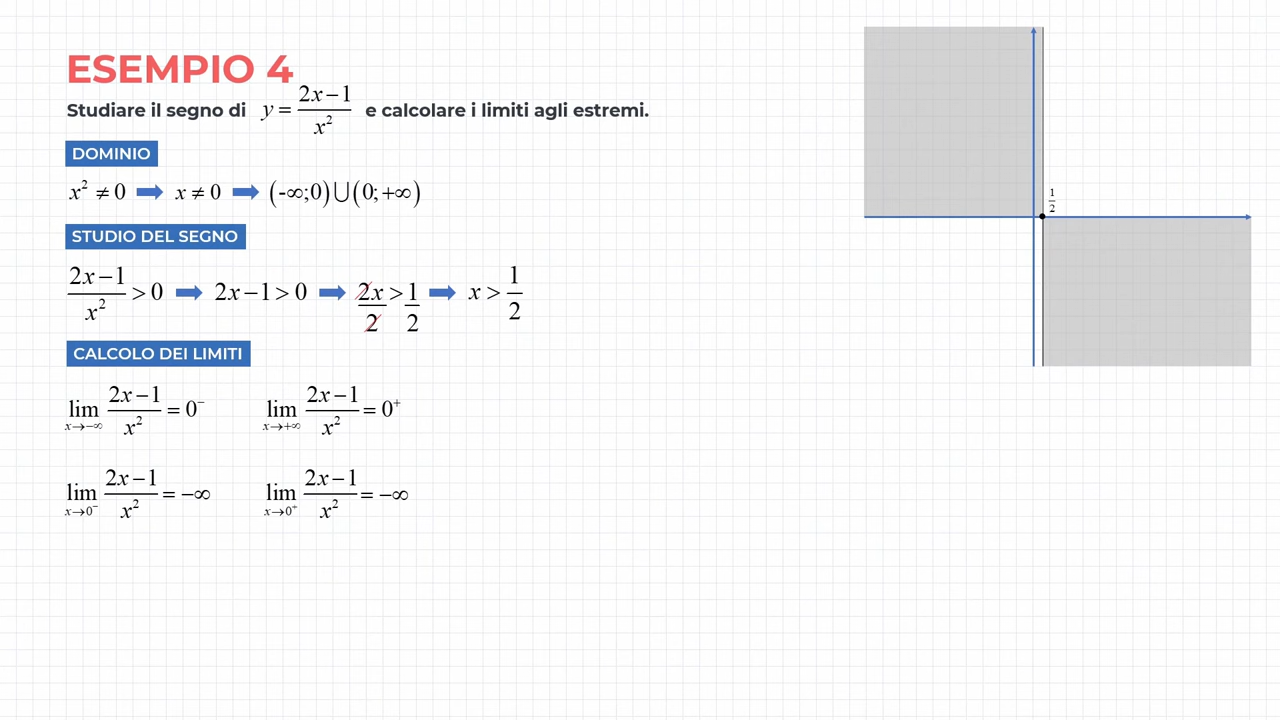 ESEMPIO 4
Studiare il segno di y = (2x−1)/x² e calcolare i limiti agli estremi.
DOMINIO
x² ≠ 0 ➡ x ≠ 0 ➡ (-∞;0)∪(0;+∞)
STUDIO DEL SEGNO
(2x−1)/x² > 0 ➡ 2x−1 > 0 ➡ 2x/2 > 1/2 ➡ x > 1/2
CALCOLO DEI LIMITI
lim x→−∞ (2x−1)/x² = 0⁻
lim x→+∞ (2x−1)/x² = 0⁺
lim x→0⁻ (2x−1)/x² = −∞
lim x→0⁺ (2x−1)/x² = −∞
1/2